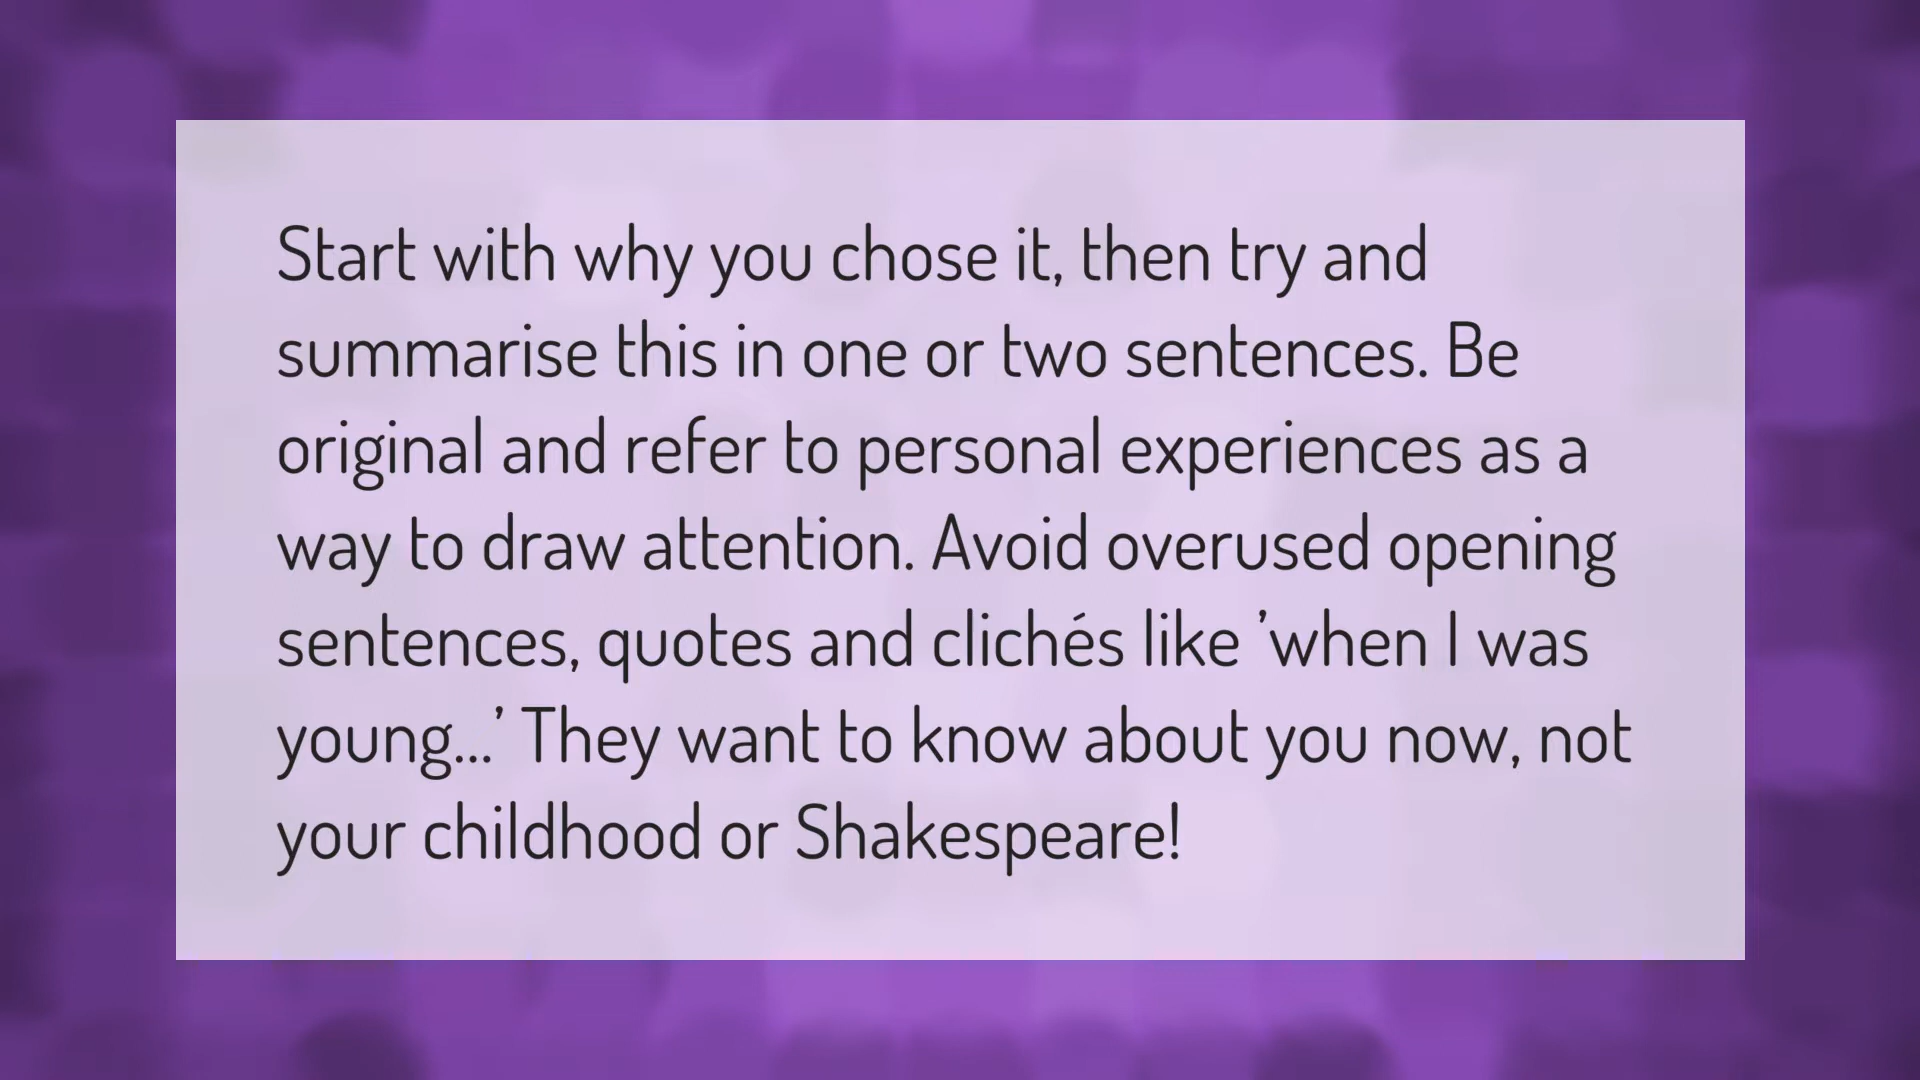 Start with why you chose it, then try and
summarise this in one or two sentences. Be
original and refer to personal experiences as a
way to draw attention. Avoid overused opening
sentences, quotes and clichés like ’when I was
young...’ They want to know about you now, not
your childhood or Shakespeare!